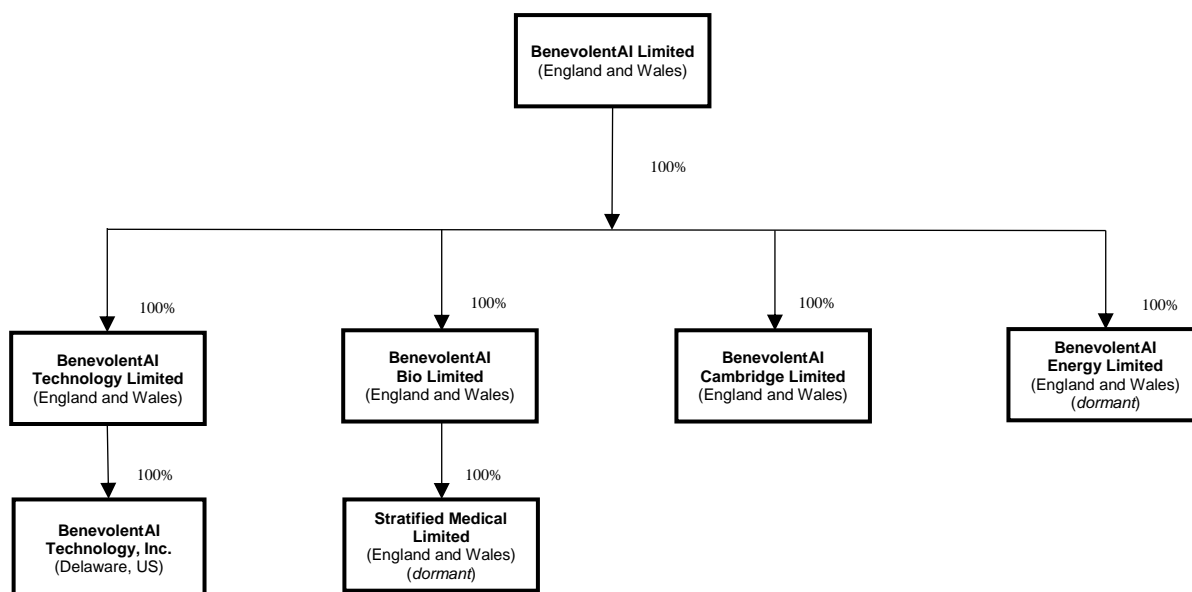 BenevolentAI Limited
(England and Wales)
100%
100%
100%
100%
100%
BenevolentAI
Technology Limited
(England and Wales)
BenevolentAI
Bio Limited
(England and Wales)
BenevolentAI
Cambridge Limited
(England and Wales)
BenevolentAI
Energy Limited
(England and Wales)
(dormant)
100%
100%
BenevolentAI
Technology, Inc.
(Delaware, US)
Stratified Medical
Limited
(England and Wales)
(dormant)